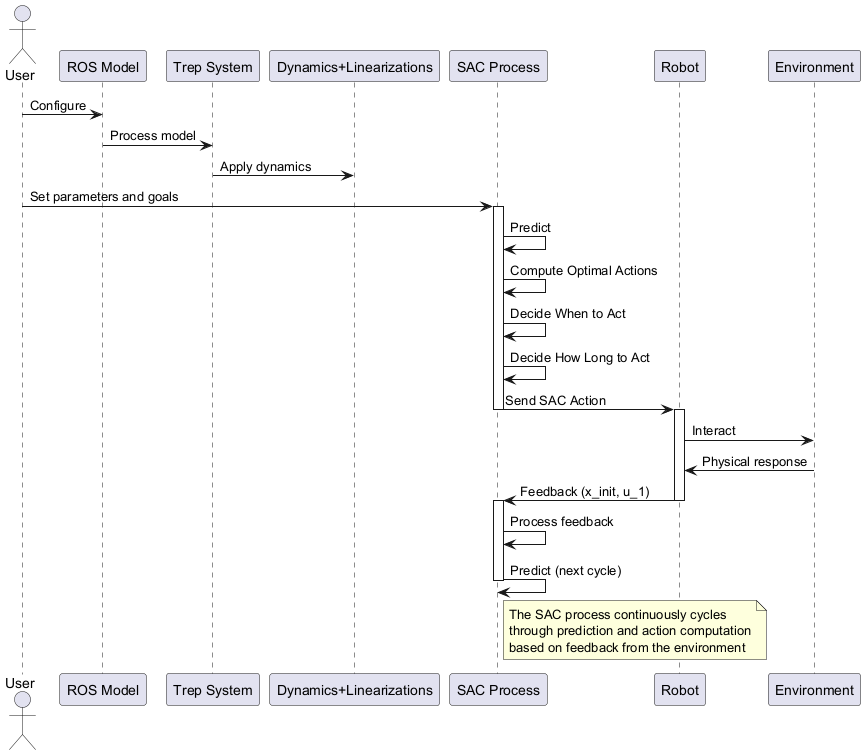 User
ROS Model
Trep System
Dynamics+Linearizations
SAC Process
Robot
Environment
Configure
Process model
Apply dynamics
Set parameters and goals
Predict
Compute Optimal Actions
Decide When to Act
Decide How Long to Act
Send SAC Action
Interact
Physical response
Feedback (x_init, u_1)
Process feedback
Predict (next cycle)
The SAC process continuously cycles
through prediction and action computation
based on feedback from the environment
User
ROS Model
Trep System
Dynamics+Linearizations
SAC Process
Robot
Environment